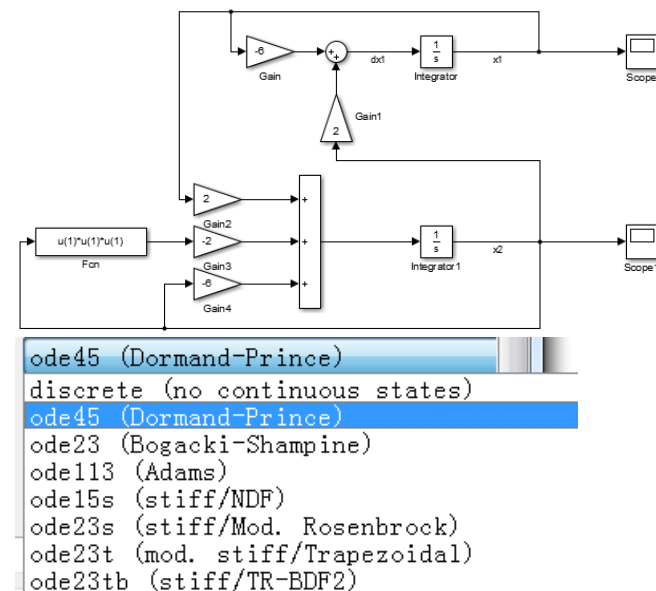 -6
Gain
dx1
1
s
Integrator
x1
Scope
2
Gain1
2
Gain2
u(1)*u(1)*u(1)
Fcn
-2
Gain3
-6
Gain4
+
+
+
+
+
1
s
Integrator1
x2
Scope1
ode45 (Dormand-Prince)
discrete (no continuous states)
ode45 (Dormand-Prince)
ode23 (Bogacki-Shampine)
ode113 (Adams)
ode15s (stiff/NDF)
ode23s (stiff/Mod. Rosenbrock)
ode23t (mod. stiff/Trapezoidal)
ode23tb (stiff/TR-BDF2)